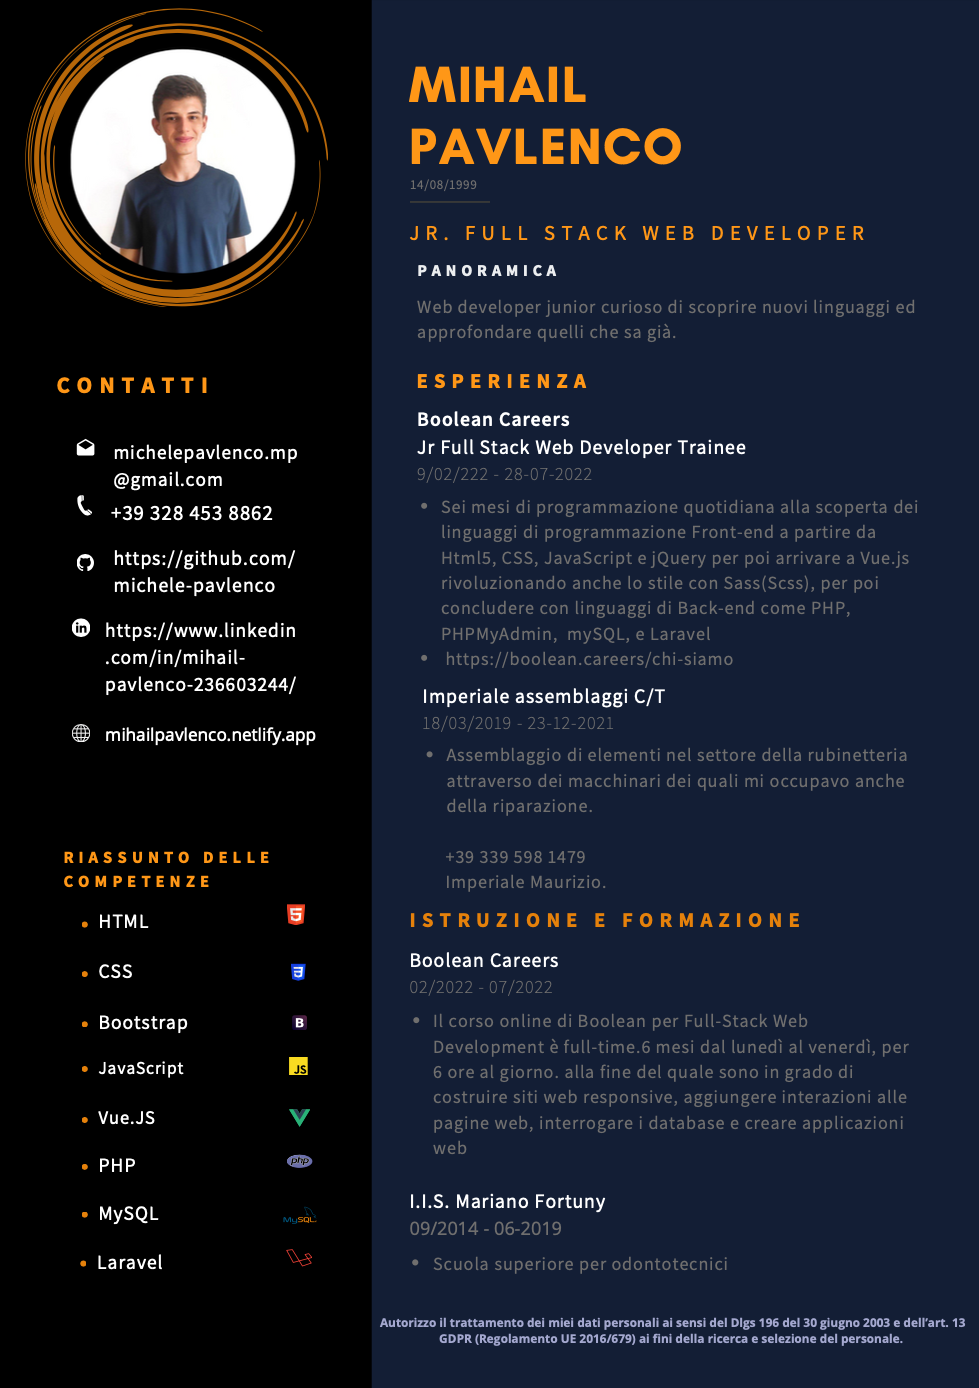 MIHAIL
PAVLENCO
14/08/1999
JR. FULL STACK WEB DEVELOPER
PANORAMICA
Web developer junior curioso di scoprire nuovi linguaggi ed
approfondare quelli che sa già.
CONTATTI
michelepavlenco.mp
@gmail.com
+39 328 453 8862
https://github.com/
michele-pavlenco
https://www.linkedin
.com/in/mihail-
pavlenco-236603244/
mihailpavlenco.netlify.app
RIASSUNTO DELLE
COMPETENZE
HTML
5
CSS
3
Bootstrap
B
JavaScript
JS
Vue.JS
PHP
php
MySQL
MySQL
Laravel
ESPERIENZA
Boolean Careers
Jr Full Stack Web Developer Trainee
9/02/222 - 28-07-2022
• Sei mesi di programmazione quotidiana alla scoperta dei
linguaggi di programmazione Front-end a partire da
Html5, CSS, JavaScript e jQuery per poi arrivare a Vue.js
rivoluzionando anche lo stile con Sass(Scss), per poi
concludere con linguaggi di Back-end come PHP,
PHPMyAdmin, mySQL, e Laravel
• https://boolean.careers/chi-siamo
Imperiale assemblaggi C/T
18/03/2019 - 23-12-2021
• Assemblaggio di elementi nel settore della rubinetteria
attraverso dei macchinari dei quali mi occupavo anche
della riparazione.
+39 339 598 1479
Imperiale Maurizio.
ISTRUZIONE E FORMAZIONE
Boolean Careers
02/2022 - 07/2022
• Il corso online di Boolean per Full-Stack Web
Development è full-time.6 mesi dal lunedì al venerdì, per
6 ore al giorno. alla fine del quale sono in grado di
costruire siti web responsive, aggiungere interazioni alle
pagine web, interrogare i database e creare applicazioni
web
I.I.S. Mariano Fortuny
09/2014 - 06-2019
• Scuola superiore per odontotecnici
Autorizzo il trattamento dei miei dati personali ai sensi del Dlgs 196 del 30 giugno 2003 e dell'art. 13
GDPR (Regolamento UE 2016/679) ai fini della ricerca e selezione del personale.